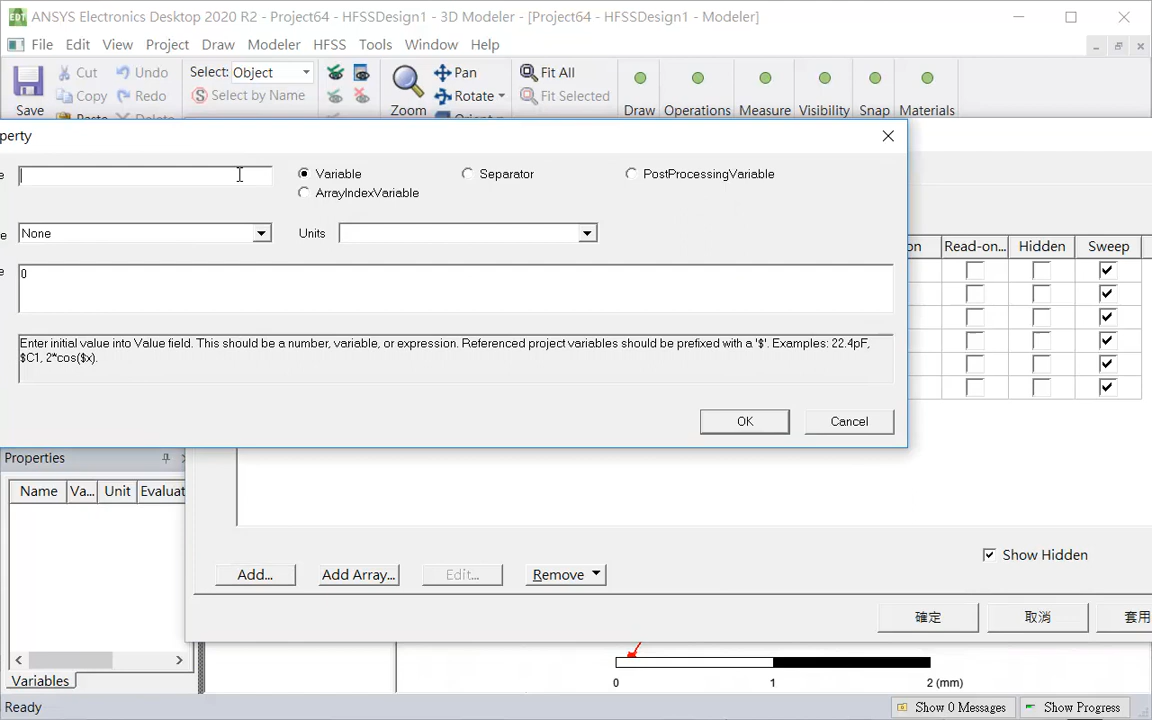 ANSYS Electronics Desktop 2020 R2 - Project64 - HFSSDesign1 - 3D Modeler - [Project64 - HFSSDesign1 - Modeler]
File Edit View Project Draw Modeler HFSS Tools Window Help
Save Cut Copy Undo Redo Select: Object Select by Name Zoom Pan Rotate Fit All Fit Selected Draw Operations Measure Visibility Snap Materials
perty
e Variable Separator PostProcessingVariable
ArrayIndexVariable
e None Units
e 0
Enter initial value into Value field. This should be a number, variable, or expression. Referenced project variables should be prefixed with a '$'. Examples: 22.4pF,
$C1, 2*cos($x).
OK Cancel
on Read-on... Hidden Sweep
Properties
Name Va... Unit Evaluat
Show Hidden
Add... Add Array... Edit... Remove
確定 取消 套用
0 1 2 (mm)
Variables
Ready Show 0 Messages Show Progress